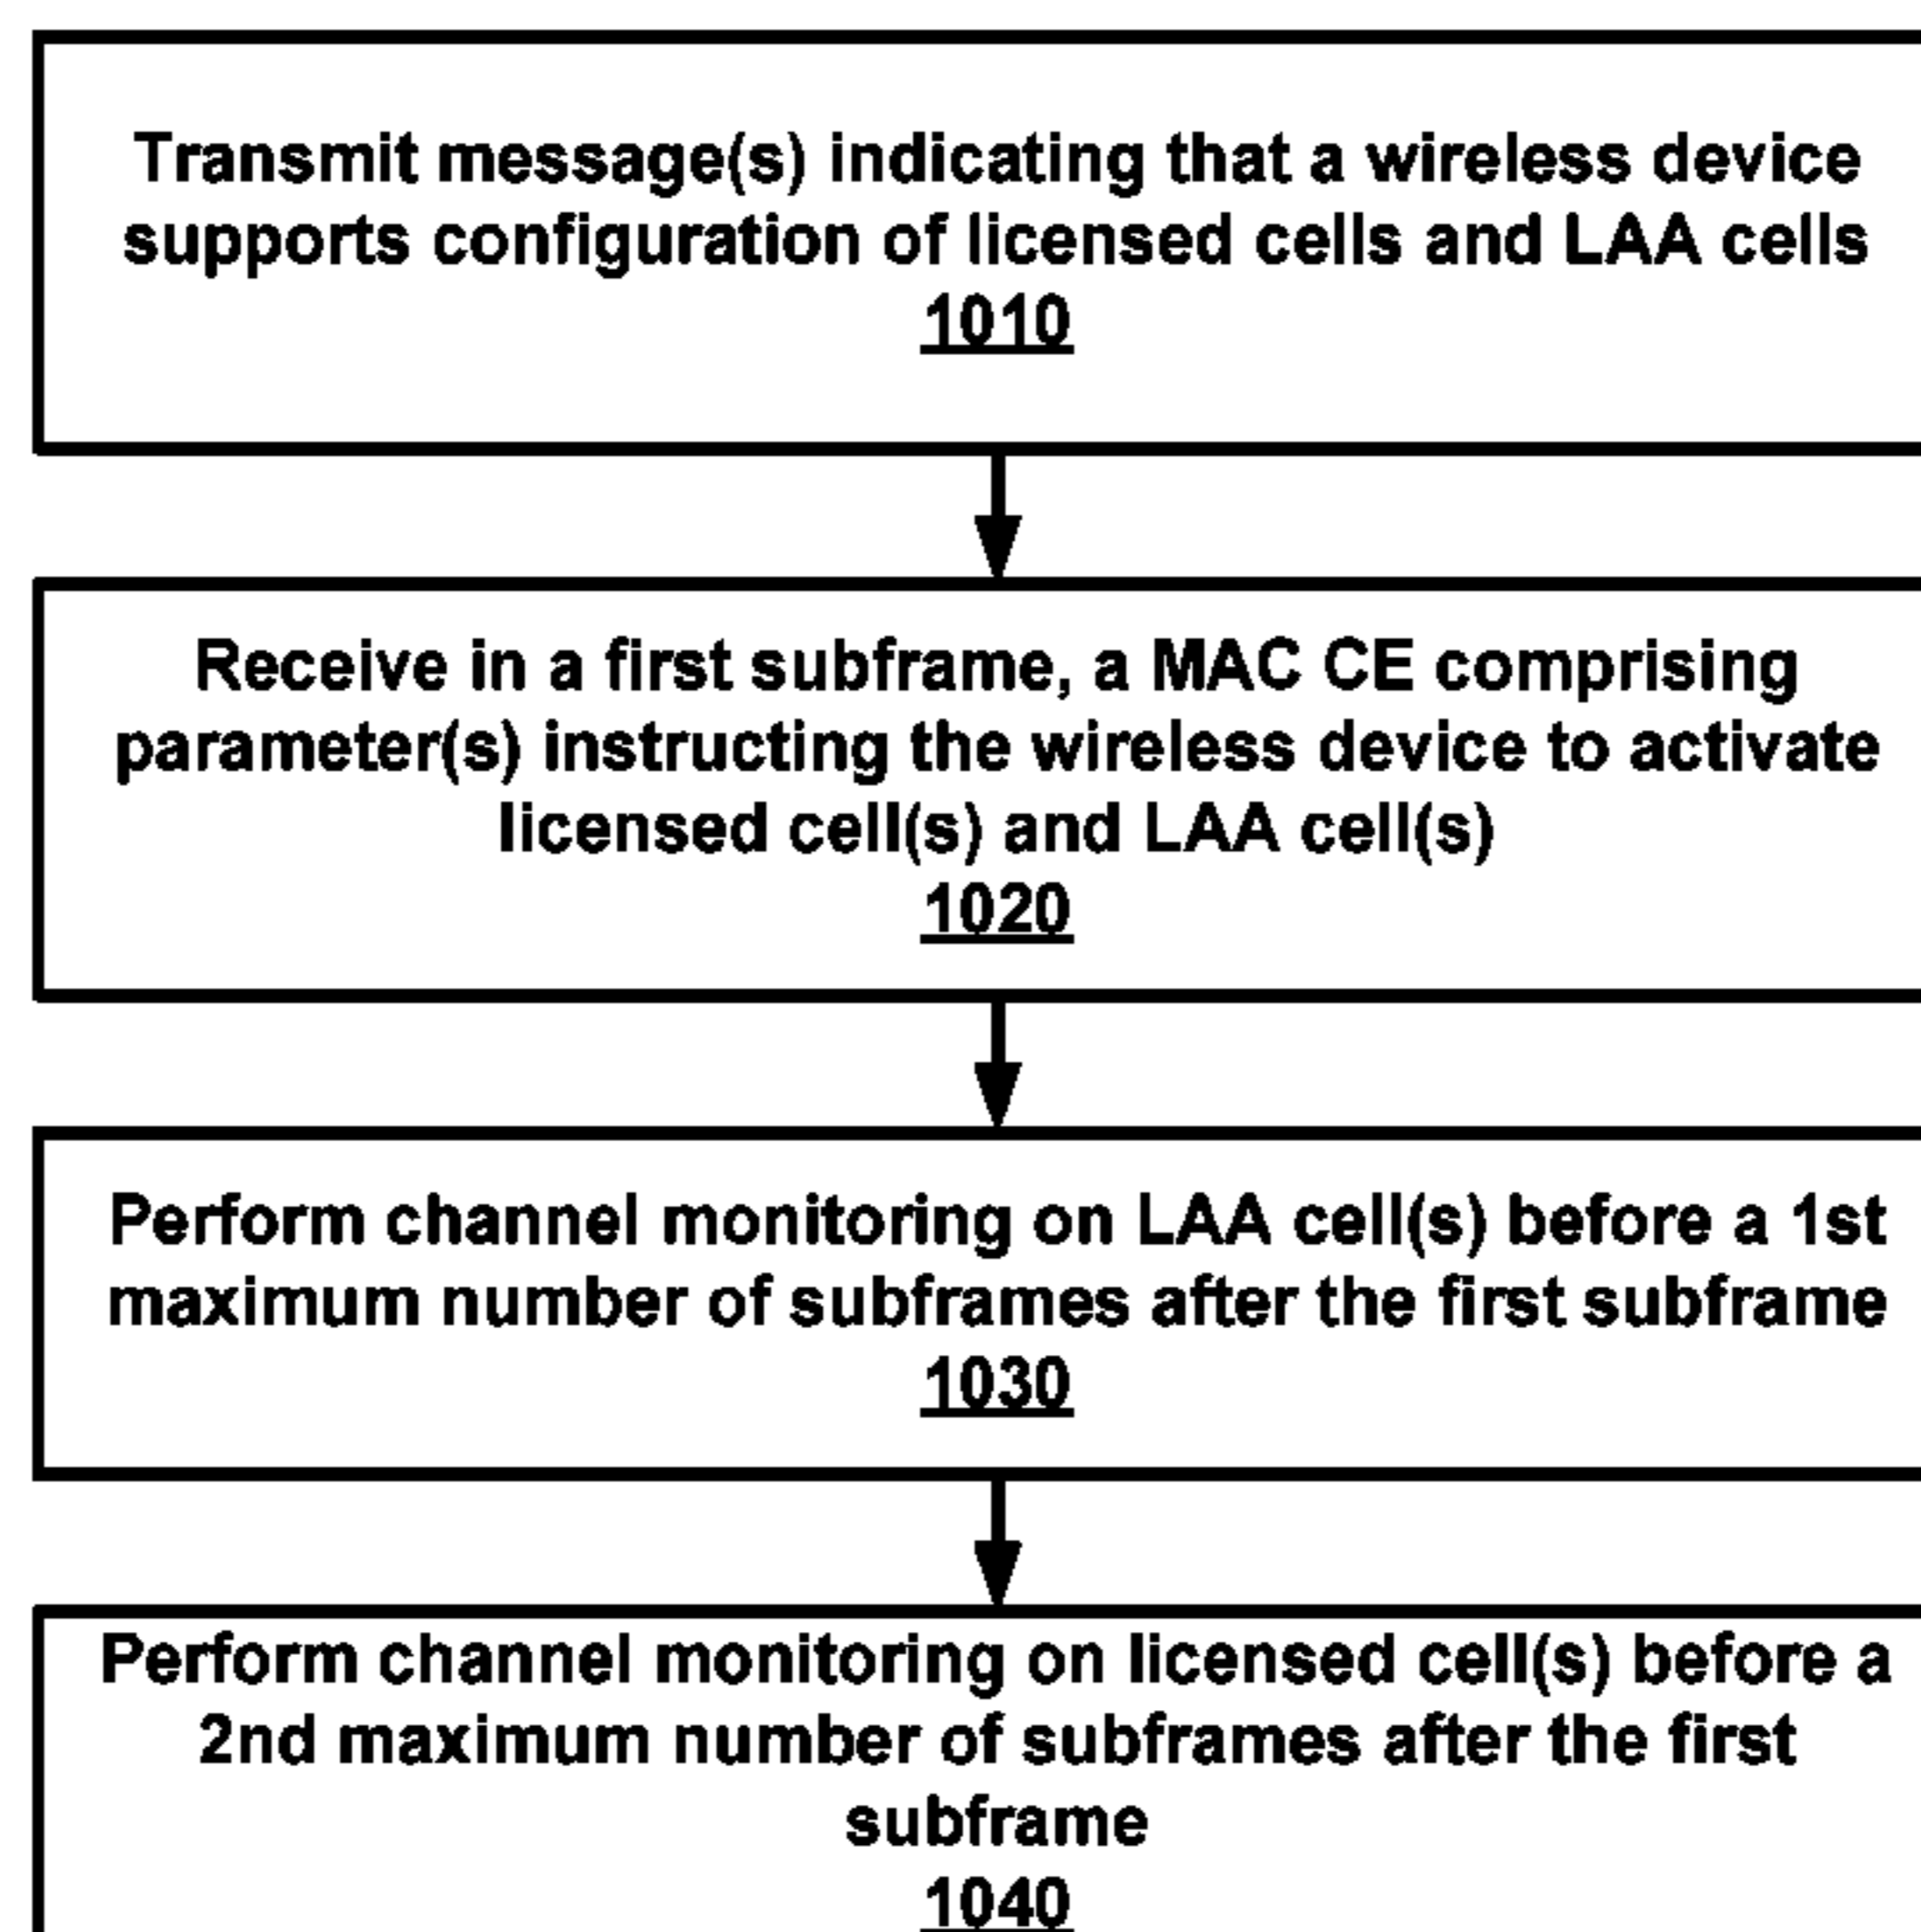 Transmit message(s) indicating that a wireless device
supports configuration of licensed cells and LAA cells
1010
Receive in a first subframe, a MAC CE comprising
parameter(s) instructing the wireless device to activate
licensed cell(s) and LAA cell(s)
1020
Perform channel monitoring on LAA cell(s) before a 1st
maximum number of subframes after the first subframe
1030
Perform channel monitoring on licensed cell(s) before a
2nd maximum number of subframes after the first
subframe
1040